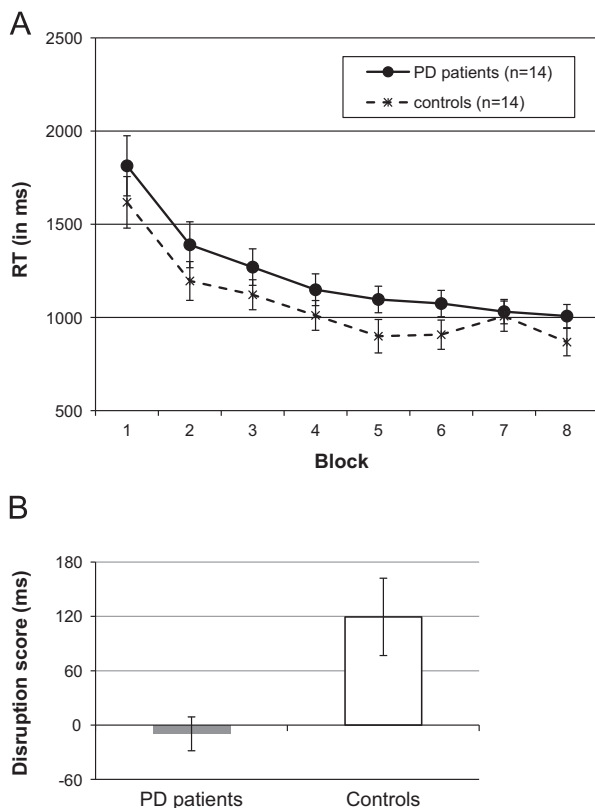 A
2500
2000
1500
1000
500
RT (in ms)
PD patients (n=14)
controls (n=14)
1 2 3 4 5 6 7 8
Block
B
180
120
60
0
-60
Disruption score (ms)
PD patients Controls